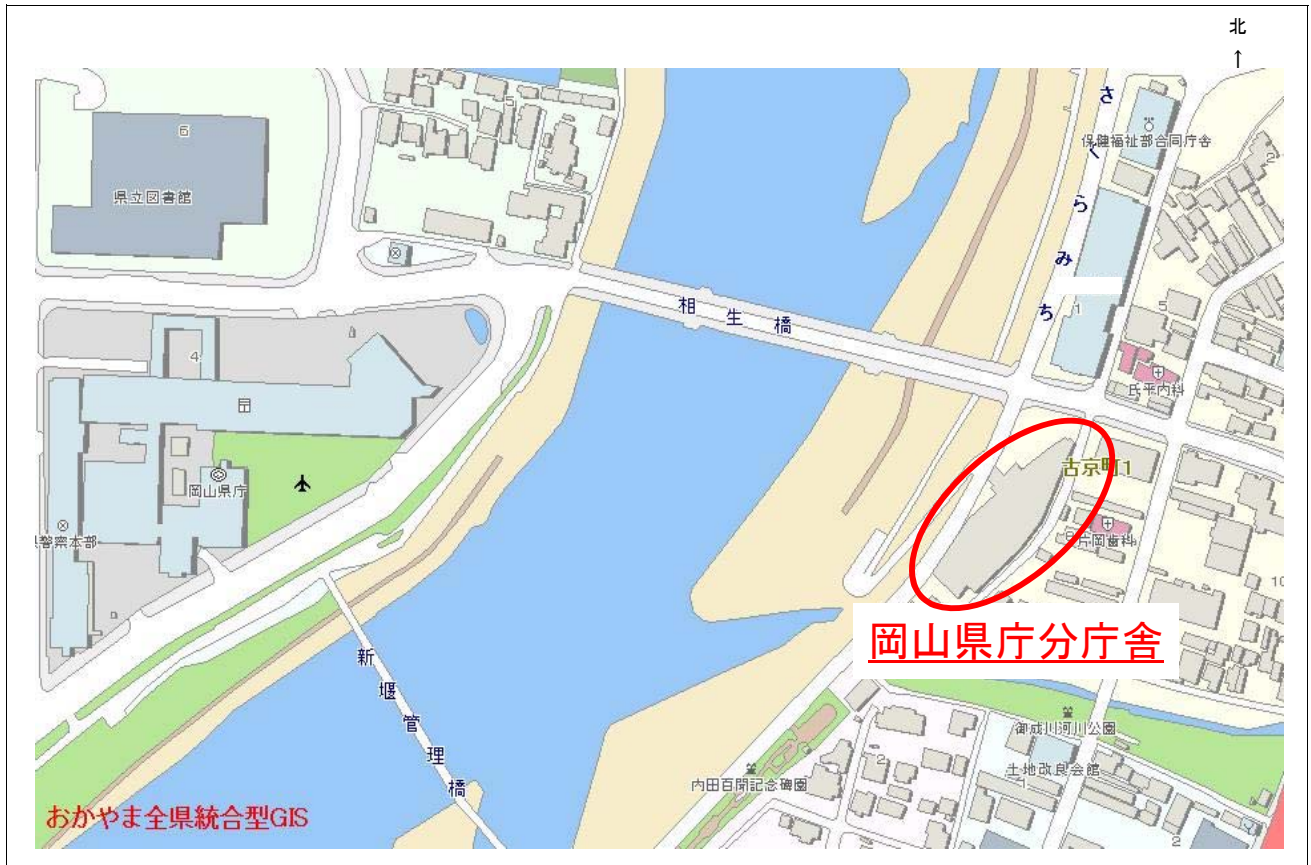 北
↑
さくらみち
保健福祉部合同庁舎
2
6
5
県立図書館
相生橋
1
5
4
氏平内科
古京町1
岡山県庁
県警察本部
片岡歯科
10
岡山県庁分庁舎
新堰管理橋
御成川河川公園
土地改良会館
1
2
内田百閒記念碑園
2
おかやま全県統合型GIS